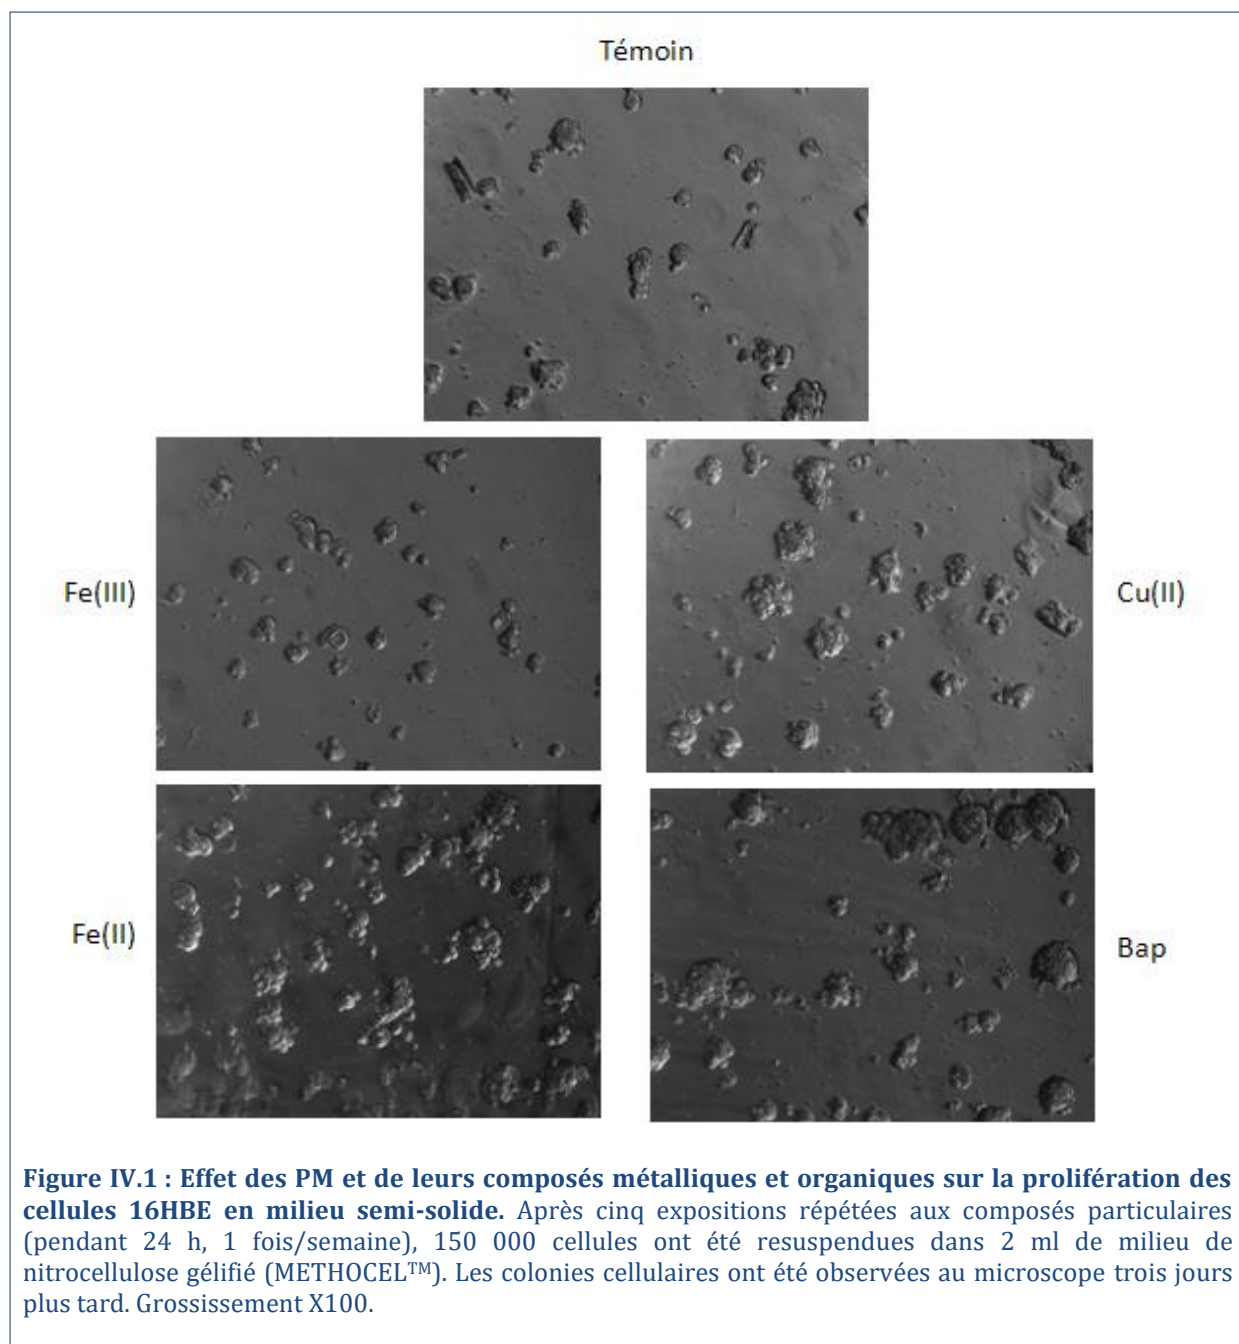 Témoin
Fe(III)
Cu(II)
Fe(II)
Bap
Figure IV.1 : Effet des PM et de leurs composés métalliques et organiques sur la prolifération des
cellules 16HBE en milieu semi-solide. Après cinq expositions répétées aux composés particulaires
(pendant 24 h, 1 fois/semaine), 150 000 cellules ont été resuspendues dans 2 ml de milieu de
nitrocellulose gélifié (METHOCEL™). Les colonies cellulaires ont été observées au microscope trois jours
plus tard. Grossissement X100.